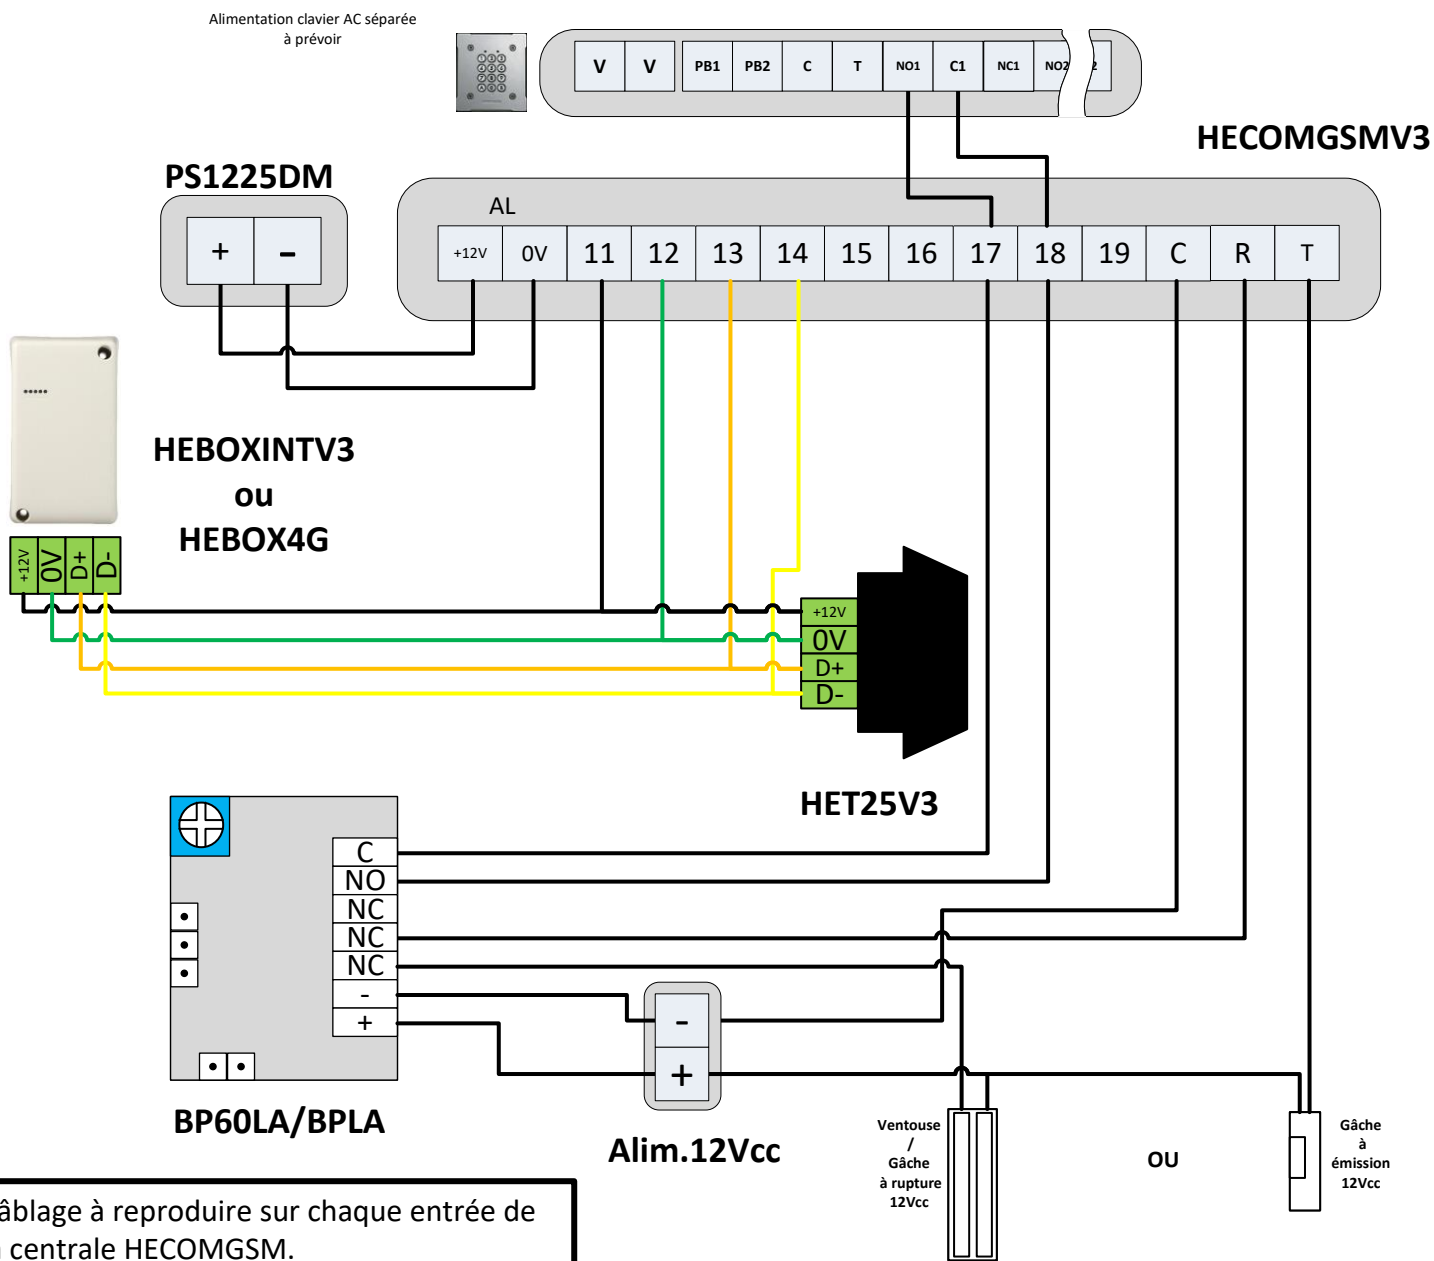 Alimentation clavier AC séparée
à prévoir
V V PB1 PB2 C T NO1 C1 NC1 NO2 2
HECOMGSMV3
PS1225DM
+ -
AL
+12V 0V 11 12 13 14 15 16 17 18 19 C R T
HEBOXINTV3
ou
HEBOX4G
+12V 0V D+ D-
+12V
0V
D+
D-
HET25V3
C
NO
NC
NC
NC
-
+
BP60LA/BPLA
-
+
Alim.12Vcc
Ventouse
/
Gâche
à rupture
12Vcc
OU
Gâche
à
émission
12Vcc
âblage à reproduire sur chaque entrée de
centrale HECOMGSM.